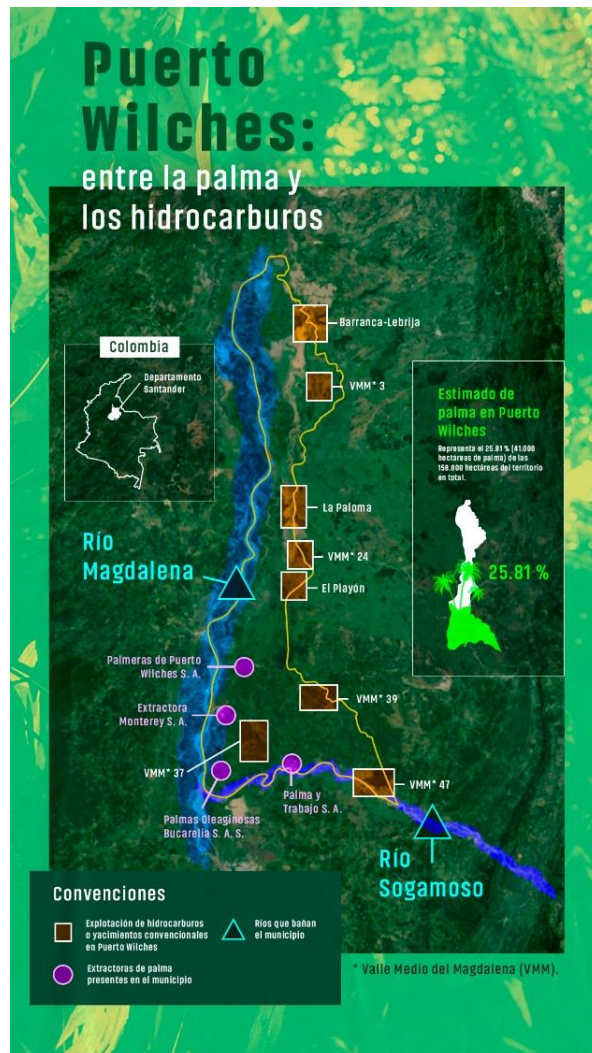 Puerto
Wilches:
entre la palma y
los hidrocarburos
Colombia
Departamento
Santander
Barranca-Lebrija
VMM* 3
Estimado de
palma en Puerto
Wilches
Representa el 25.81 % (41.000
hectáreas de palma) de las
158.800 hectáreas del territorio
en total.
25.81 %
La Paloma
VMM* 24
El Playón
Río
Magdalena
Palmeras de Puerto
Wilches S. A.
Extractora
Monterey S. A.
VMM* 37
VMM* 39
VMM* 47
Palmas Oleaginosas
Bucarelia S. A. S.
Palma y
Trabajo S. A.
Río
Sogamoso
Convenciones
Explotación de hidrocarburos
o yacimientos convencionales
en Puerto Wilches
Ríos que bañan
el municipio
Extractoras de palma
presentes en el municipio
* Valle Medio del Magdalena (VMM).